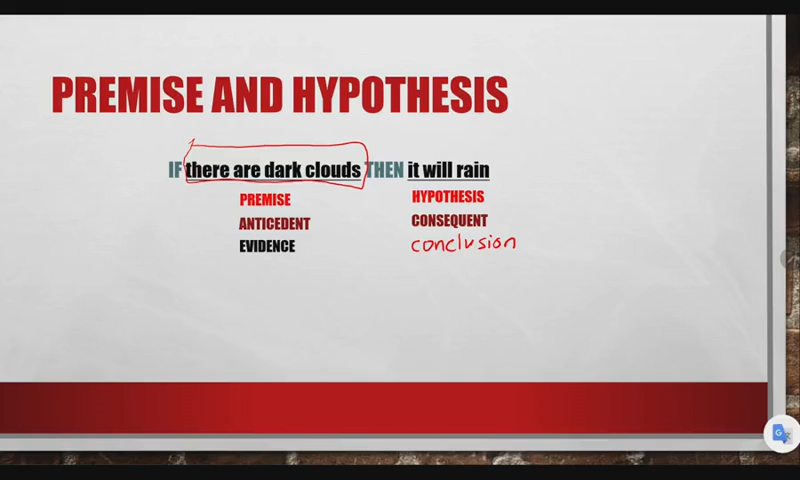 PREMISE AND HYPOTHESIS
IF there are dark clouds THEN it will rain
PREMISE HYPOTHESIS
ANTICEDENT CONSEQUENT
EVIDENCE conclusion
G